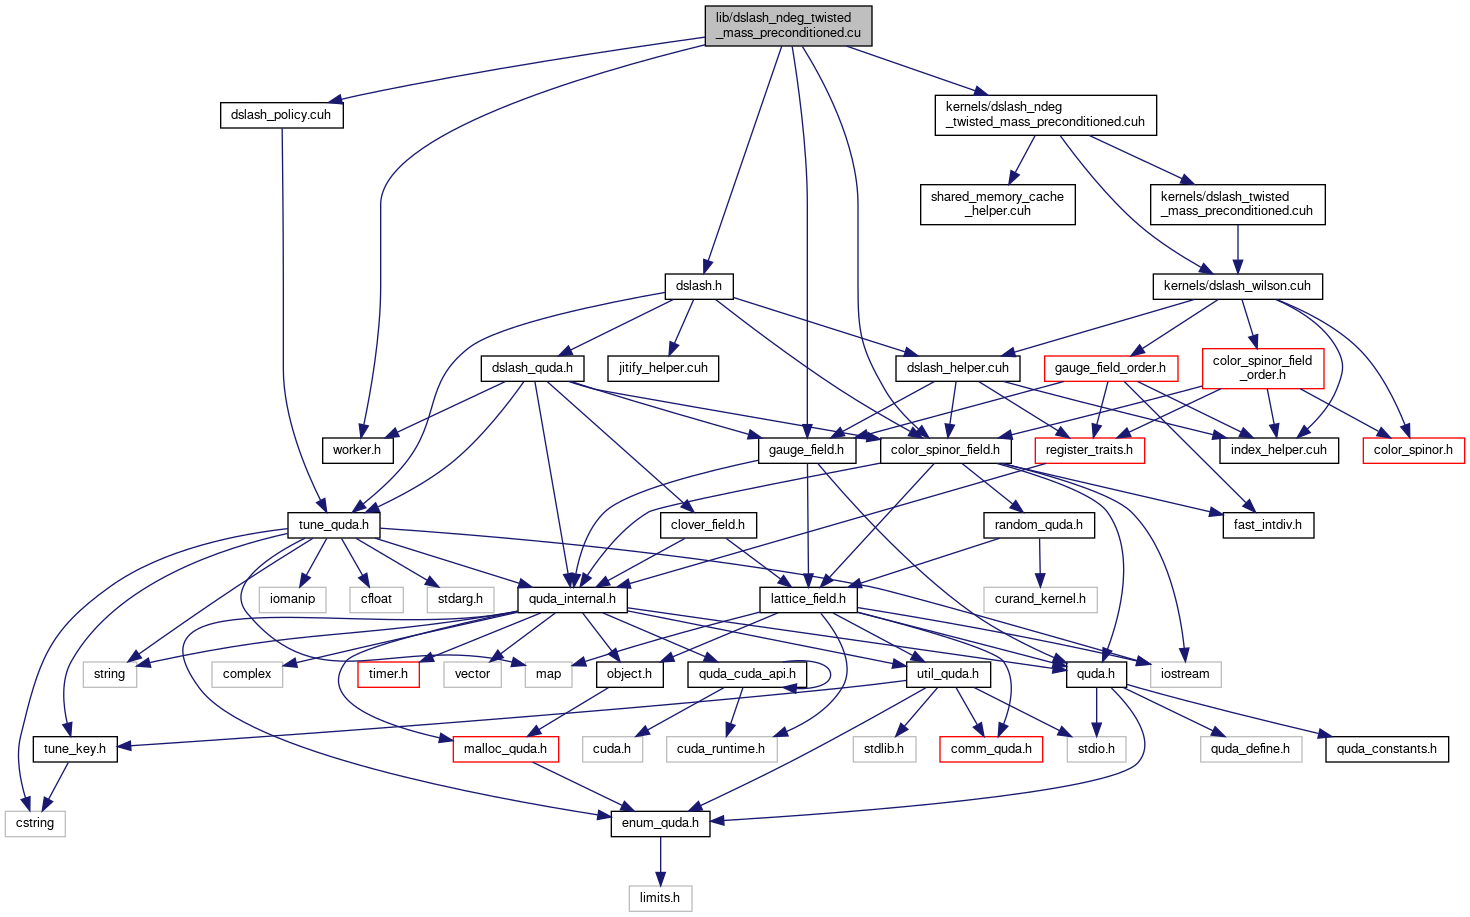 lib/dslash_ndeg_twisted
_mass_preconditioned.cu
dslash_policy.cuh
kernels/dslash_ndeg
_twisted_mass_preconditioned.cuh
shared_memory_cache
_helper.cuh
kernels/dslash_twisted
_mass_preconditioned.cuh
dslash.h
kernels/dslash_wilson.cuh
dslash_quda.h
jitify_helper.cuh
dslash_helper.cuh
gauge_field_order.h
color_spinor_field
_order.h
worker.h
gauge_field.h
color_spinor_field.h
register_traits.h
index_helper.cuh
color_spinor.h
tune_quda.h
clover_field.h
random_quda.h
fast_intdiv.h
iomanip
cfloat
stdarg.h
quda_internal.h
lattice_field.h
curand_kernel.h
string
complex
timer.h
vector
map
object.h
quda_cuda_api.h
util_quda.h
quda.h
iostream
tune_key.h
malloc_quda.h
cuda.h
cuda_runtime.h
stdlib.h
comm_quda.h
stdio.h
quda_define.h
quda_constants.h
cstring
enum_quda.h
limits.h